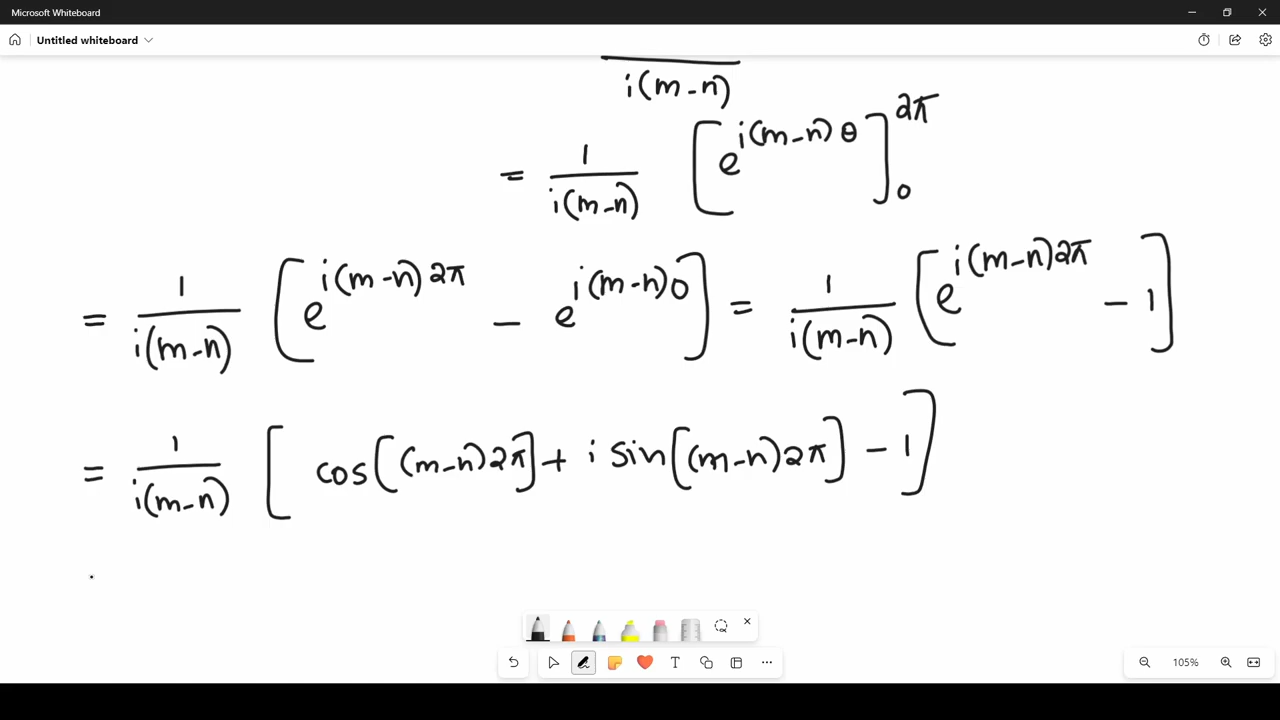 Microsoft Whiteboard
Untitled whiteboard
i(m-n)
= 1/i(m-n) [e^{i(m-n)θ}]_0^{2π}
= 1/i(m-n) [e^{i(m-n)2π} - e^{i(m-n)0}] = 1/i(m-n) [e^{i(m-n)2π} - 1]
= 1/i(m-n) [cos[(m-n)2π] + i sin[(m-n)2π] - 1]
105%